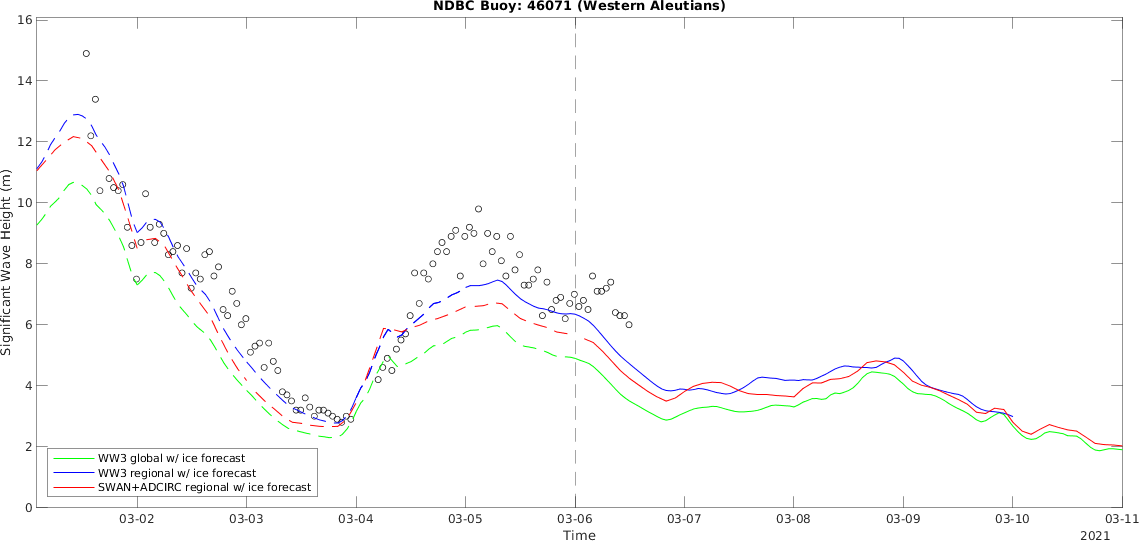 NDBC Buoy: 46071 (Western Aleutians)
16
14
12
10
8
6
4
2
0
Significant Wave Height (m)
WW3 global w/ ice forecast
WW3 regional w/ ice forecast
SWAN+ADCIRC regional w/ ice forecast
03-02 03-03 03-04 03-05 03-06 03-07 03-08 03-09 03-10 03-11
Time
2021